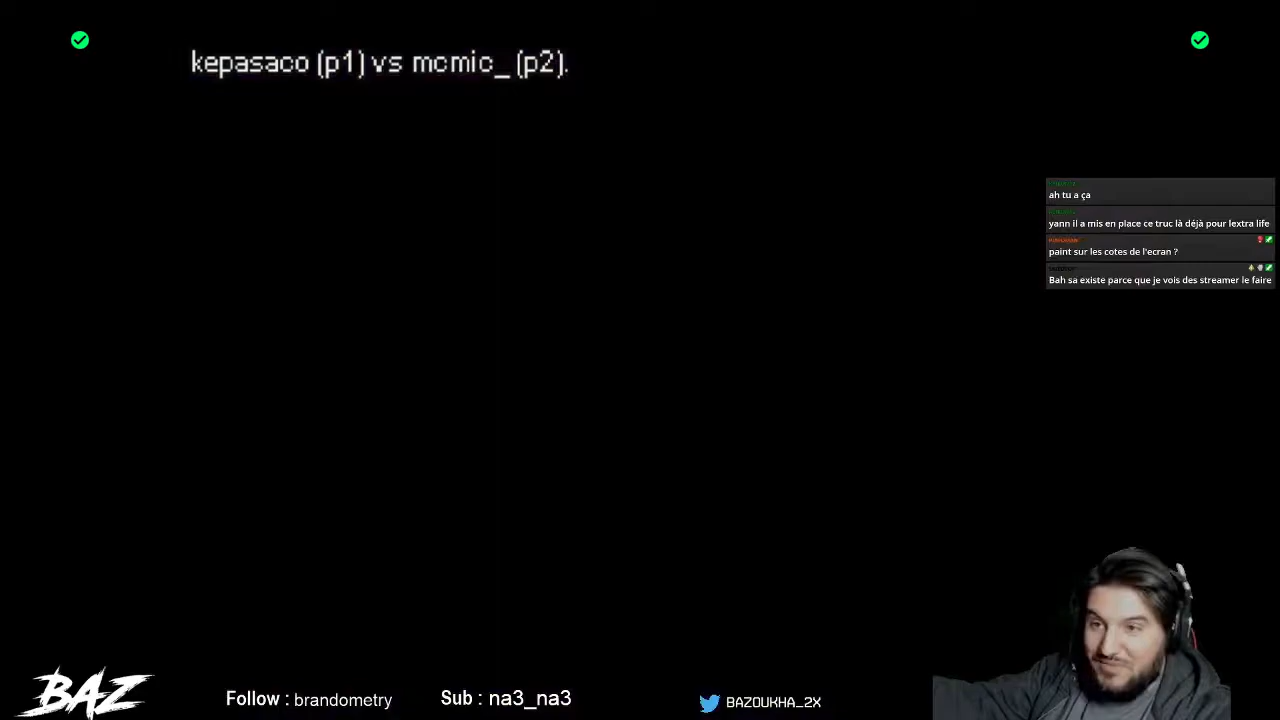 kepasaco (p1) vs mcmic_ (p2).
ah tu a ça
yann il a mis en place ce truc là déjà pour lextra life
paint sur les cotes de l'ecran ?
Bah sa existe parce que je vois des streamer le faire
BAZ
Follow : brandometry
Sub : na3_na3
BAZOUKHA_2X